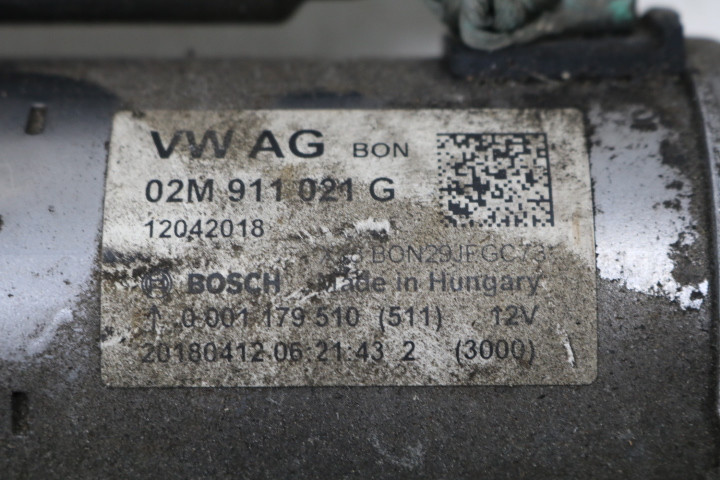 VW AG BON
02M 911 021 G
12042018
BOSCH Made in Hungary
0 001 179 510 (511) 12V
20180412 06 21 43 2 (3000)